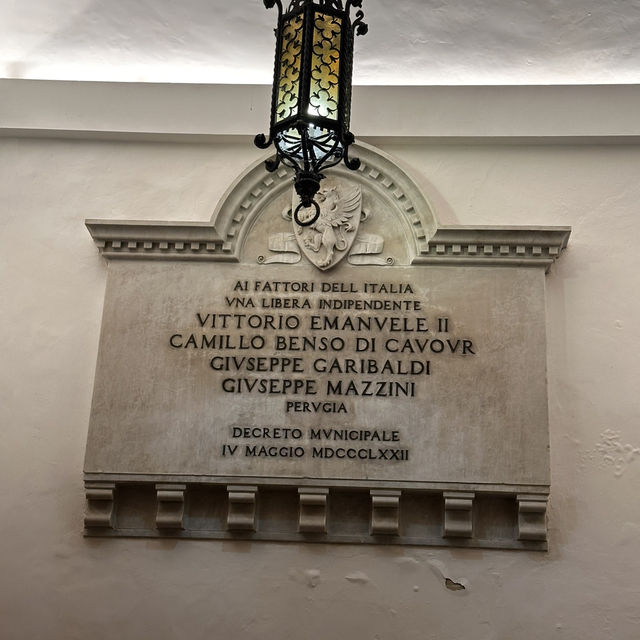 AI FATTORI DELL ITALIA
VNA LIBERA INDIPENDENTE
VITTORIO EMANVELE II
CAMILLO BENSO DI CAVOVR
GIVSEPPE GARIBALDI
GIVSEPPE MAZZINI
PERVGIA
DECRETO MVNICIPALE
IV MAGGIO MDCCCLXXII